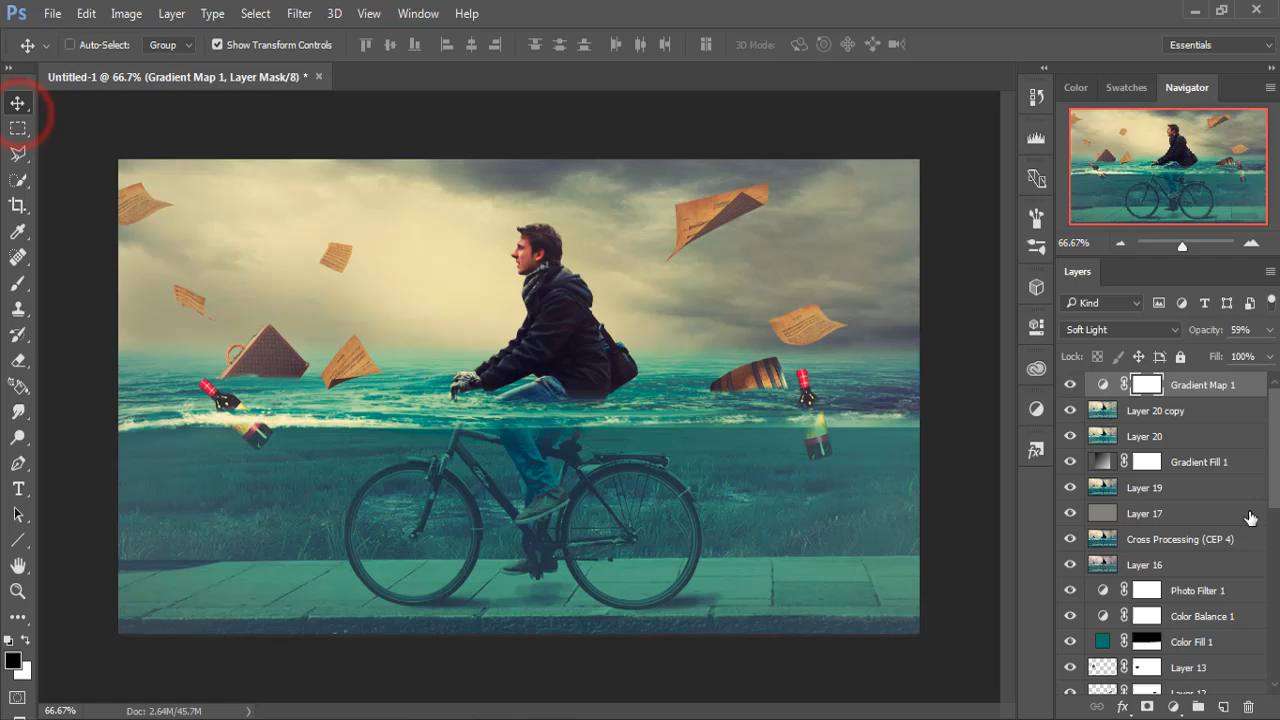 Ps File Edit Image Layer Type Select Filter 3D View Window Help
Auto-Select: Group Show Transform Controls 3D Mode: Essentials
Untitled-1 @ 66.7% (Gradient Map 1, Layer Mask/8) * ×
Color Swatches Navigator
66.67%
Layers
Kind
Soft Light Opacity: 59%
Lock: Fill: 100%
Gradient Map 1
Layer 20 copy
Layer 20
Gradient Fill 1
Layer 19
Layer 17
Cross Processing (CEP 4)
Layer 16
Photo Filter 1
Color Balance 1
Color Fill 1
Layer 13
Layer 12
66.67% Doc: 2.64M/45.7M